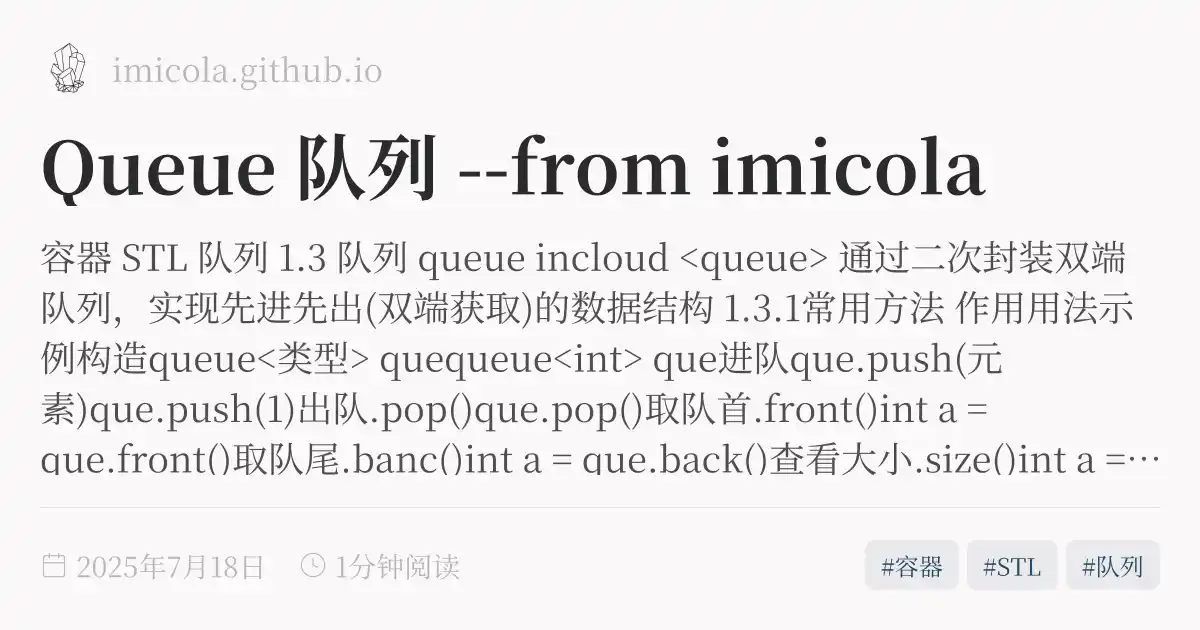 imicola.github.io
Queue 队列 --from imicola
容器 STL 队列 1.3 队列 queue incloud <queue> 通过二次封装双端
队列，实现先进先出(双端获取)的数据结构 1.3.1常用方法 作用用法示
例构造queue<类型> quequeue<int> que进队que.push(元
素)que.push(1)出队.pop()que.pop()取队首.front()int a =
que.front()取队尾.banc()int a = que.back()查看大小.size()int a =…
2025年7月18日 1分钟阅读 #容器 #STL #队列